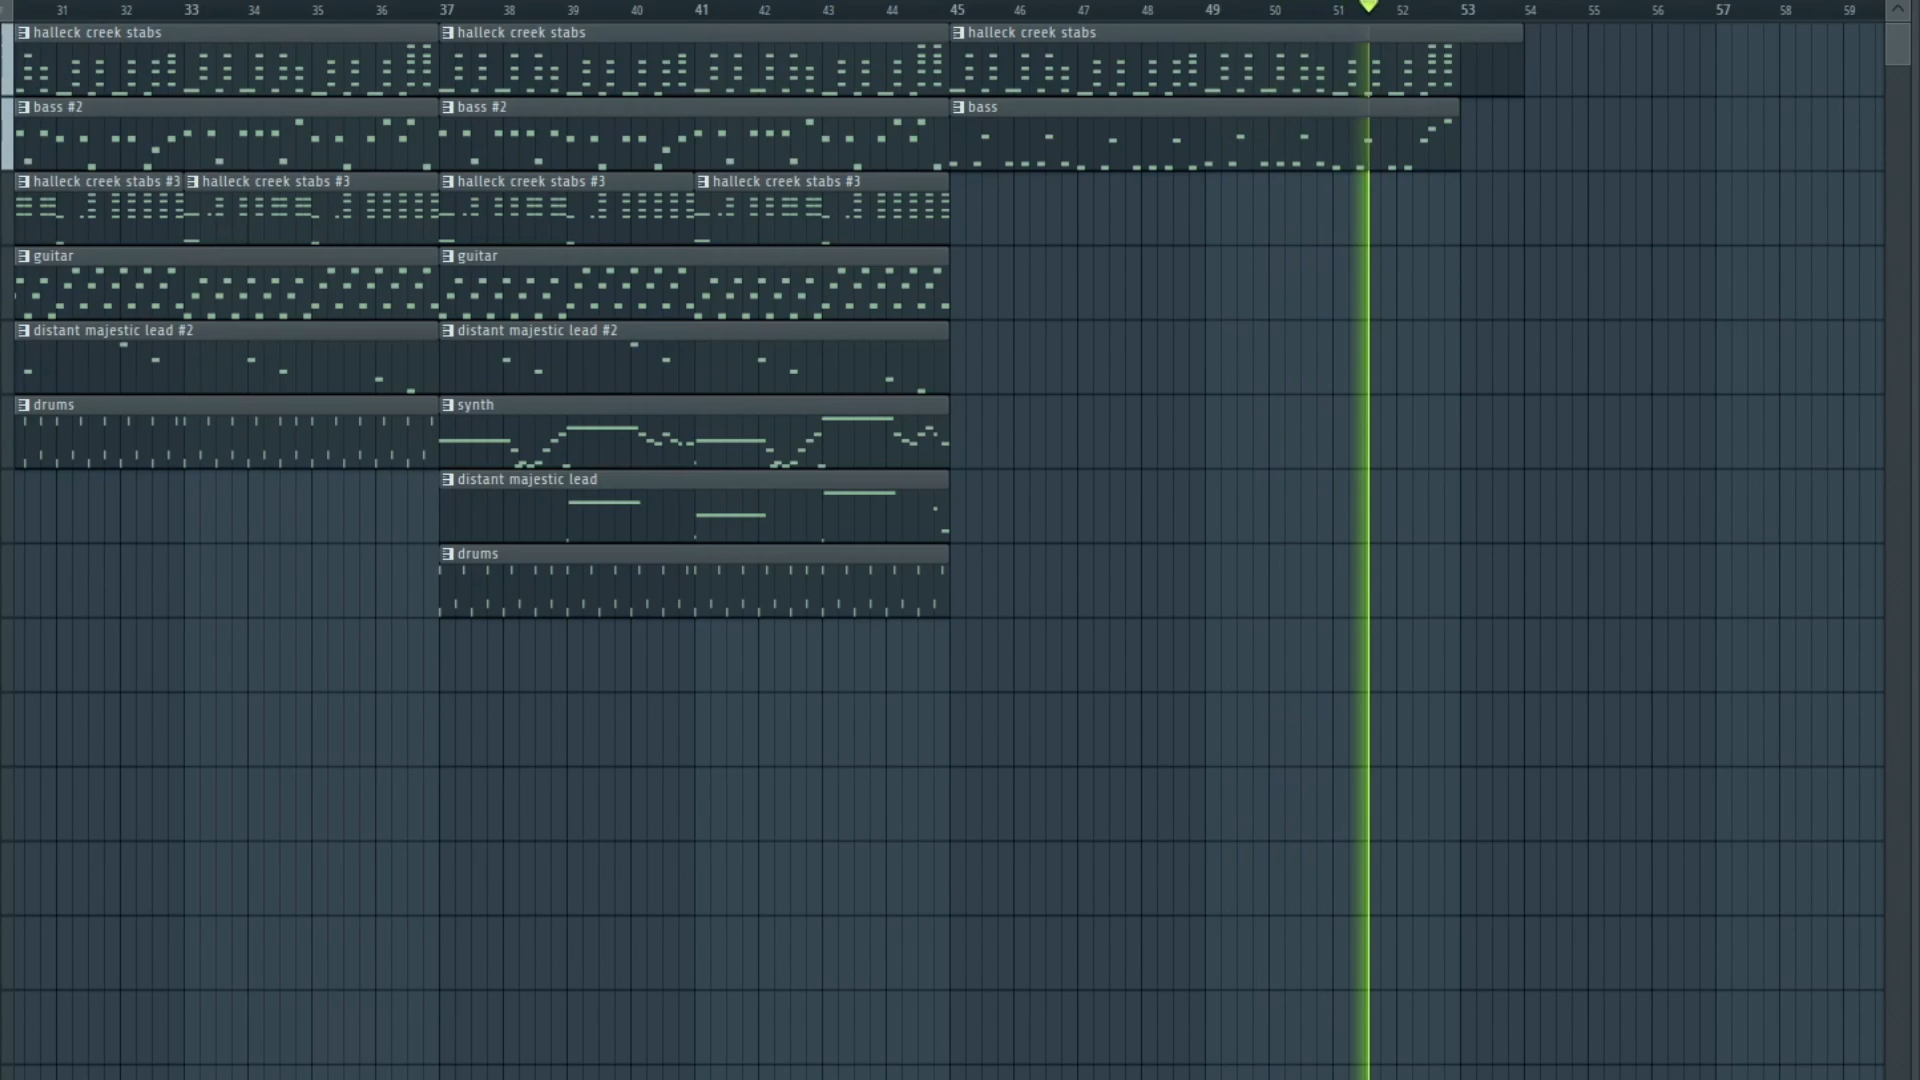 31 32 33 34 35 36 37 38 39 40 41 42 43 44 45 46 47 48 49 50 51 52 53 54 55 56 57 58 59
halleck creek stabs halleck creek stabs halleck creek stabs
bass #2 bass #2 bass
halleck creek stabs #3 halleck creek stabs #3 halleck creek stabs #3 halleck creek stabs #3
guitar guitar
distant majestic lead #2 distant majestic lead #2
drums synth
distant majestic lead
drums